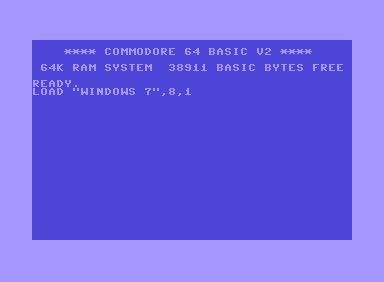 **** COMMODORE 64 BASIC V2 ****
64K RAM SYSTEM  38911 BASIC BYTES FREE
READY.
LOAD "WINDOWS 7",8,1